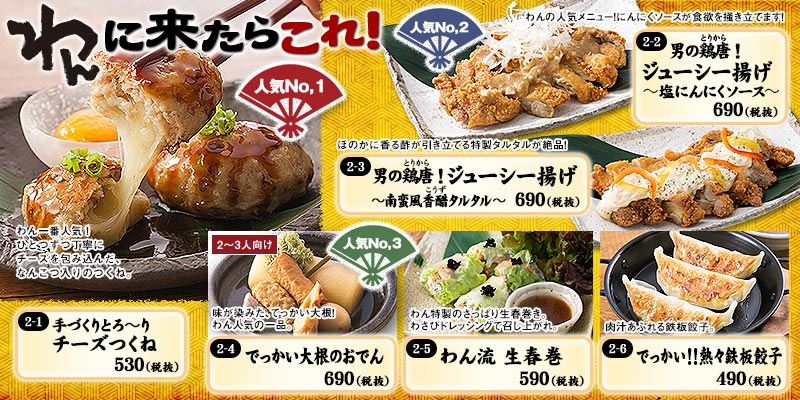 わんに来たらこれ!
人気No,1
わん一番人気!
ひとつずつ丁寧に
チーズを包み込んだ、
なんこつ入りのつくね。
2-1 手づくりとろ〜り
チーズつくね
530(税抜)
人気No,2
わんの人気メニュー!にんにくソースが食欲を掻き立てます!
2-2 男の鶏唐!
とりから
ジューシー揚げ
〜塩にんにくソース〜
690(税抜)
ほのかに香る酢が引き立てる特製タルタルが絶品!
2-3 男の鶏唐!ジューシー揚げ
とりから
〜南蛮風香醋タルタル〜 690(税抜)
こうず
2〜3人向け
人気No,3
味が染みた、でっかい大根!
わん人気の一品。
2-4 でっかい大根のおでん
690(税抜)
わん特製のさっぱり生春巻き。
わさびドレッシングで召し上がれ。
2-5 わん流 生春巻
590(税抜)
肉汁あふれる鉄板餃子。
2-6 でっかい!!熱々鉄板餃子
490(税抜)